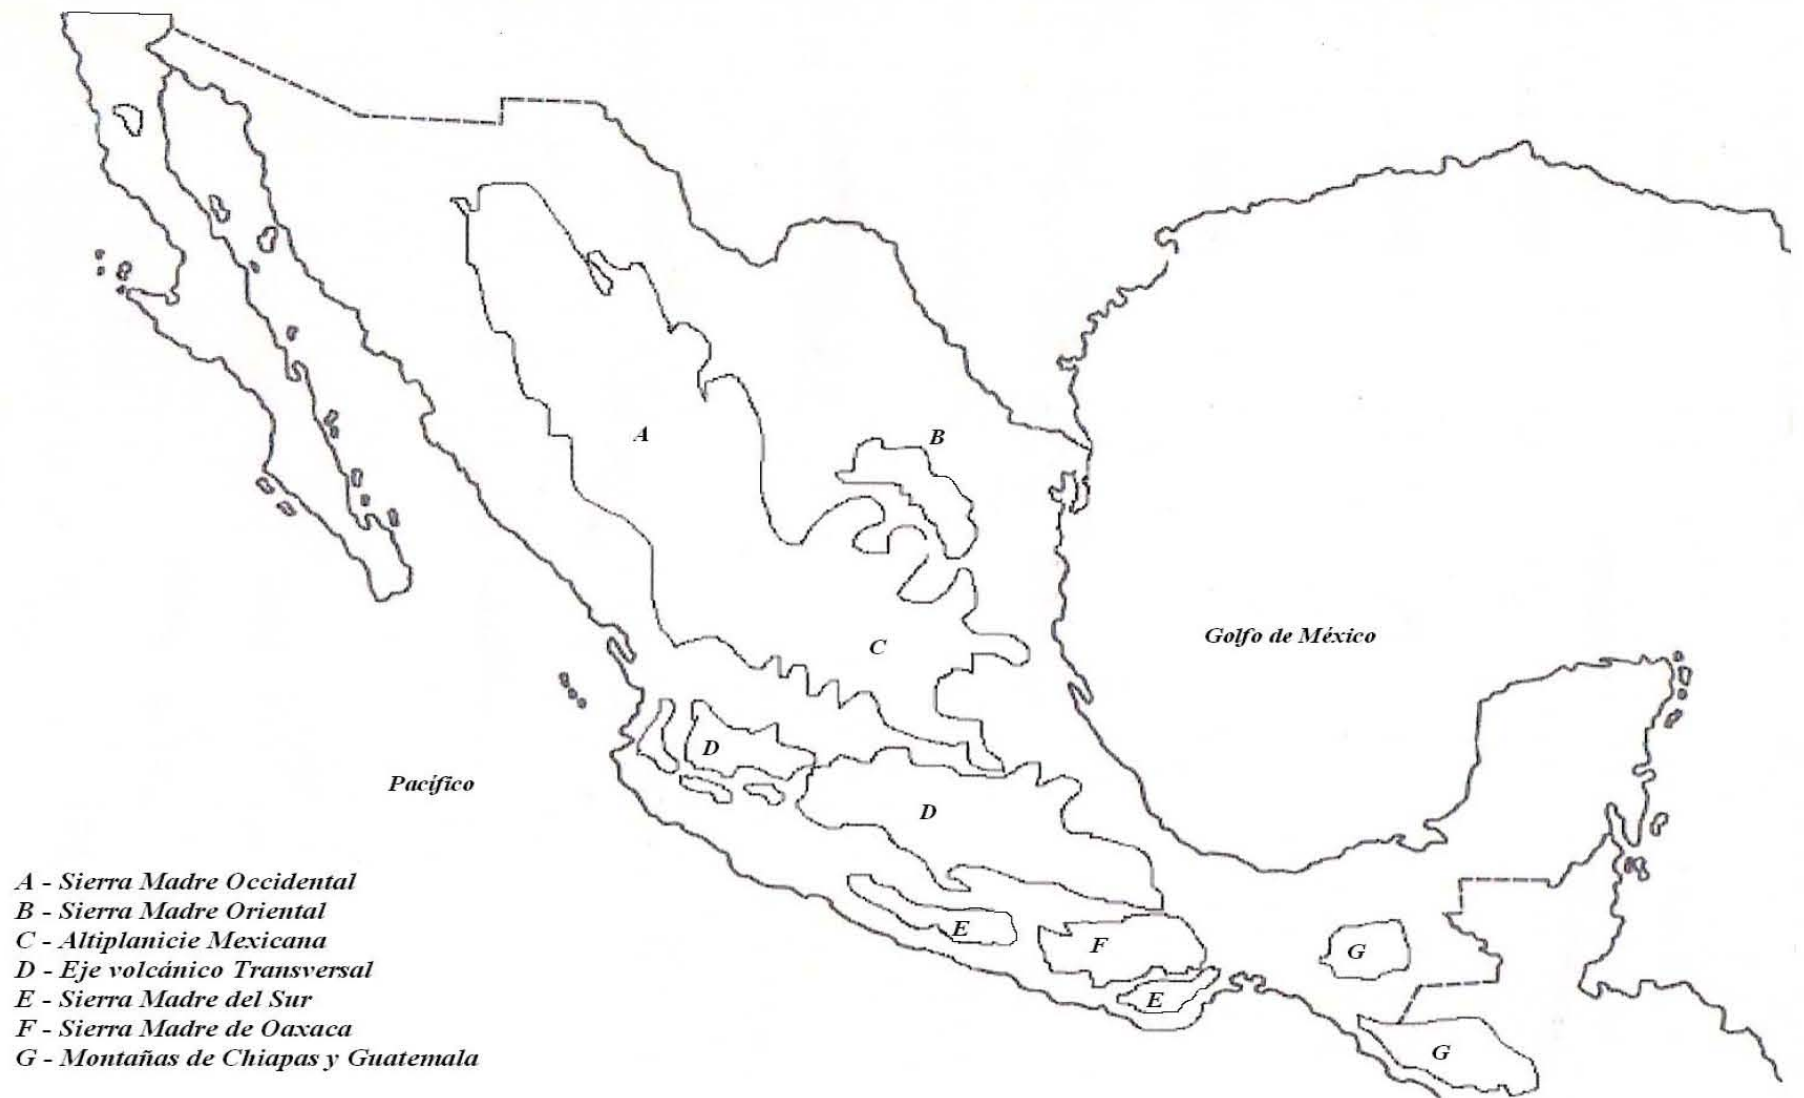 A
B
C
Golfo de México
D
Pacífico
D
E
F
G
E
G
A - Sierra Madre Occidental
B - Sierra Madre Oriental
C - Altiplanicie Mexicana
D - Eje volcánico Transversal
E - Sierra Madre del Sur
F - Sierra Madre de Oaxaca
G - Montañas de Chiapas y Guatemala